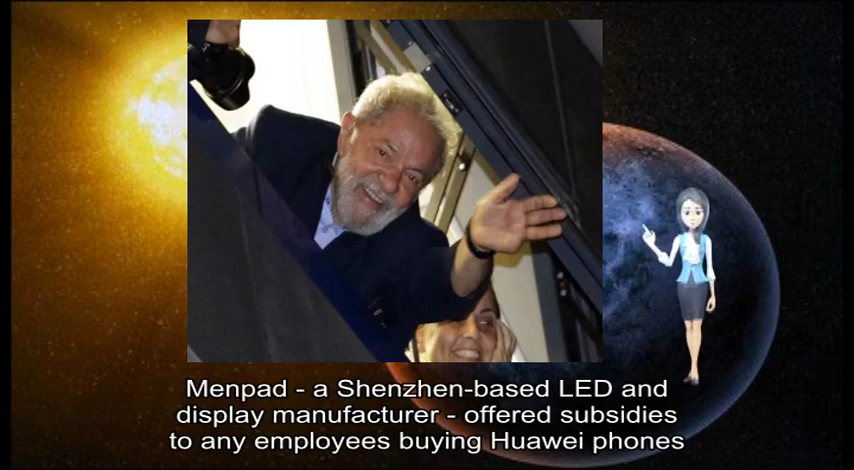 Menpad - a Shenzhen-based LED and
display manufacturer - offered subsidies
to any employees buying Huawei phones